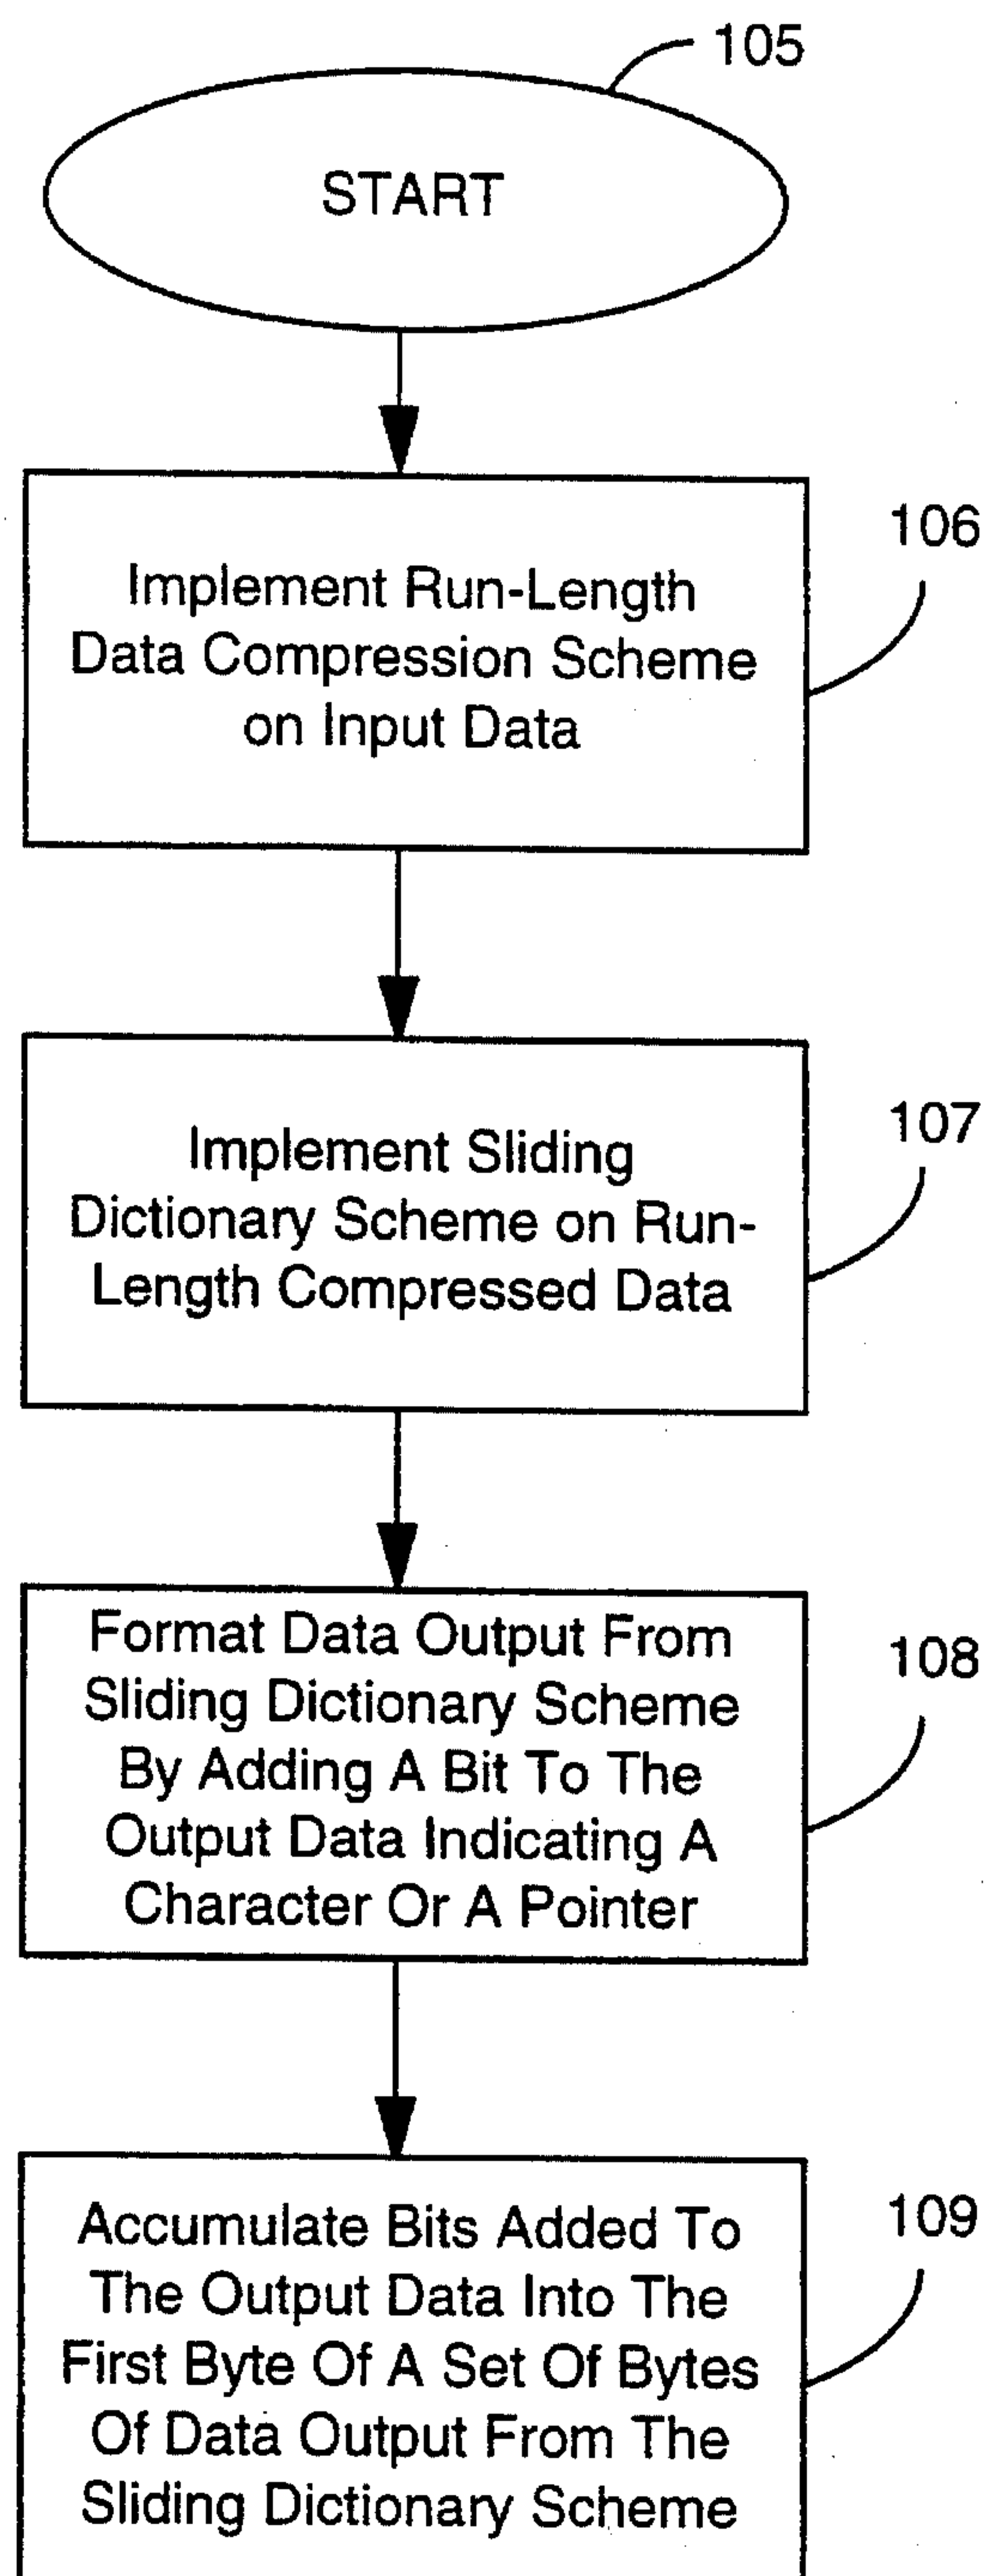 105
START
106
Implement Run-Length
Data Compression Scheme
on Input Data
107
Implement Sliding
Dictionary Scheme on Run-
Length Compressed Data
108
Format Data Output From
Sliding Dictionary Scheme
By Adding A Bit To The
Output Data Indicating A
Character Or A Pointer
109
Accumulate Bits Added To
The Output Data Into The
First Byte Of A Set Of Bytes
Of Data Output From The
Sliding Dictionary Scheme